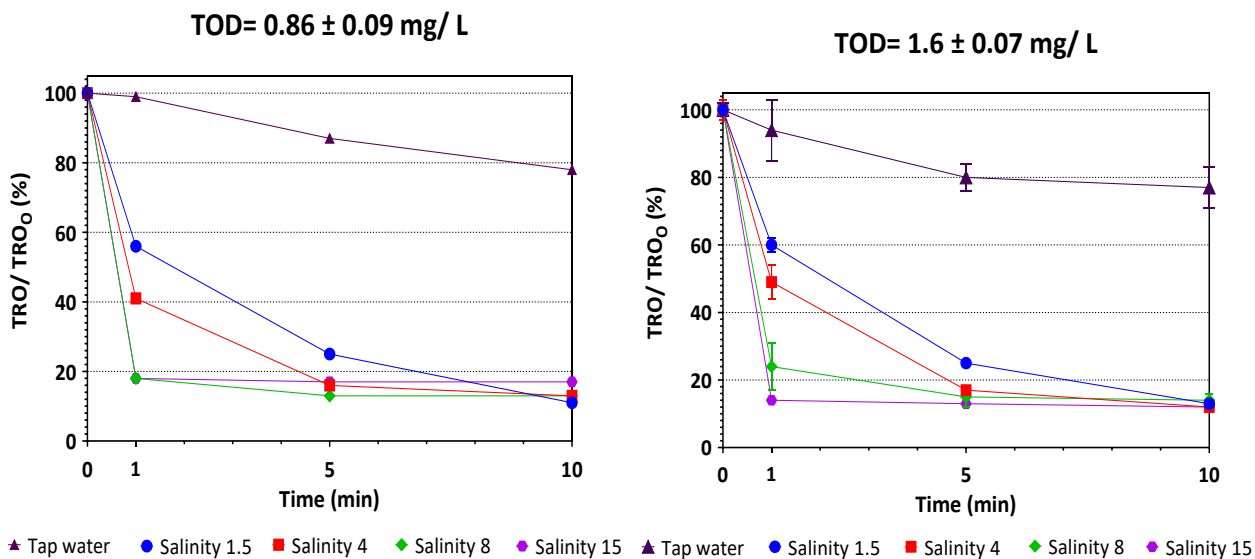 TOD= 0.86 ± 0.09 mg/ L
TRO/ TRO₀ (%)
100
80
60
40
20
0
0 1 5 10
Time (min)
Tap water Salinity 1.5 Salinity 4 Salinity 8 Salinity 15
TOD= 1.6 ± 0.07 mg/ L
TRO/ TRO₀ (%)
100
80
60
40
20
0
0 1 5 10
Time (min)
Tap water Salinity 1.5 Salinity 4 Salinity 8 Salinity 15